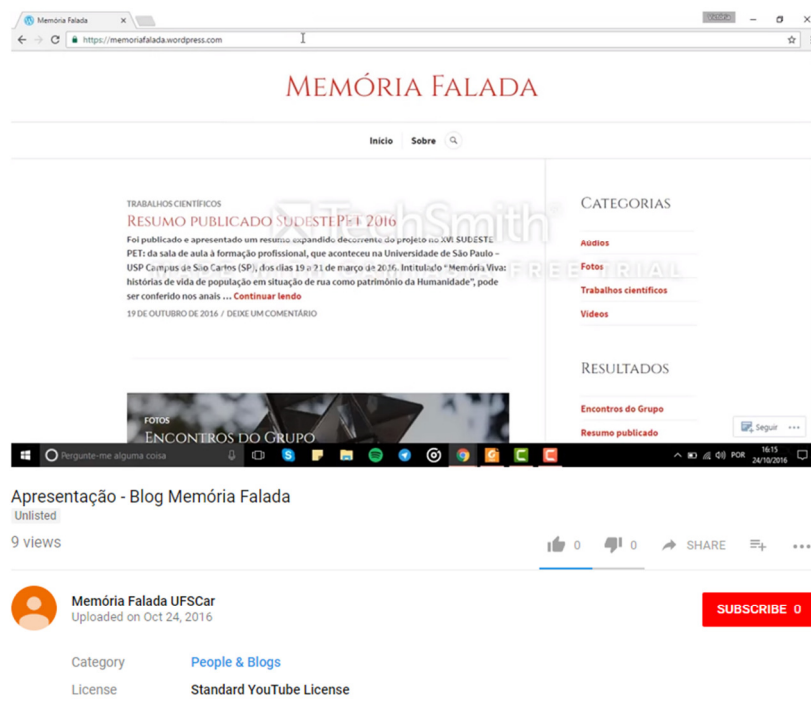 Memória Falada
https://memoriafalada.wordpress.com
MEMÓRIA FALADA
Início Sobre
TRABALHOS CIENTÍFICOS
RESUMO PUBLICADO SUDESTEPET 2016
Foi publicado e apresentado um resumo expandido decorrente do projeto no XVI SUDESTE
PET: da sala de aula à formação profissional, que aconteceu na Universidade de São Paulo –
USP Campus de São Carlos (SP), dos dias 19 a 21 de março de 2016. Intitulado "Memória Viva:
histórias de vida de população em situação de rua como patrimônio da Humanidade", pode
ser conferido nos anais ... Continuar lendo
19 DE OUTUBRO DE 2016 / DEIXE UM COMENTÁRIO
CATEGORIAS
Audios
Fotos
Trabalhos científicos
Vídeos
RESULTADOS
Encontros do Grupo
Resumo publicado
TechSmith
FREE TRIAL
FOTOS
ENCONTROS DO GRUPO
Seguir
Pergunte-me alguma coisa
POR
16:15
24/10/2016
Apresentação - Blog Memória Falada
Unlisted
9 views
0 0 SHARE
Memória Falada UFSCar
Uploaded on Oct 24, 2016
SUBSCRIBE 0
Category People & Blogs
License Standard YouTube License